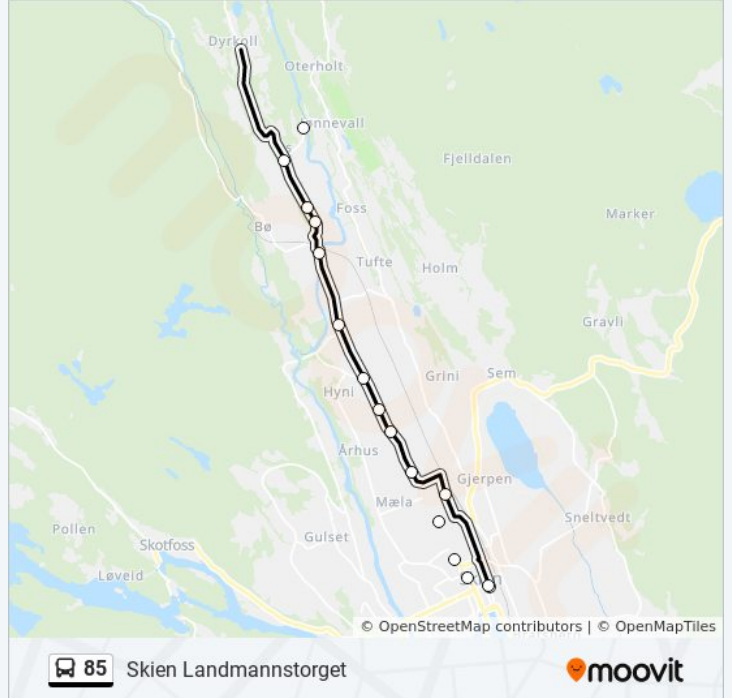 Dyrkoll
Oterholt
Fjelldalen
Marker
Foss
Bø
Tufte
Holm
Gravli
Grini
Sem
Hyni
Århus
Gjerpen
Mæla
Sneltvedt
Pollen
Gulset
Skotfoss
Løveid
© OpenStreetMap contributors | © OpenMapTiles
85 Skien Landmannstorget
moovit